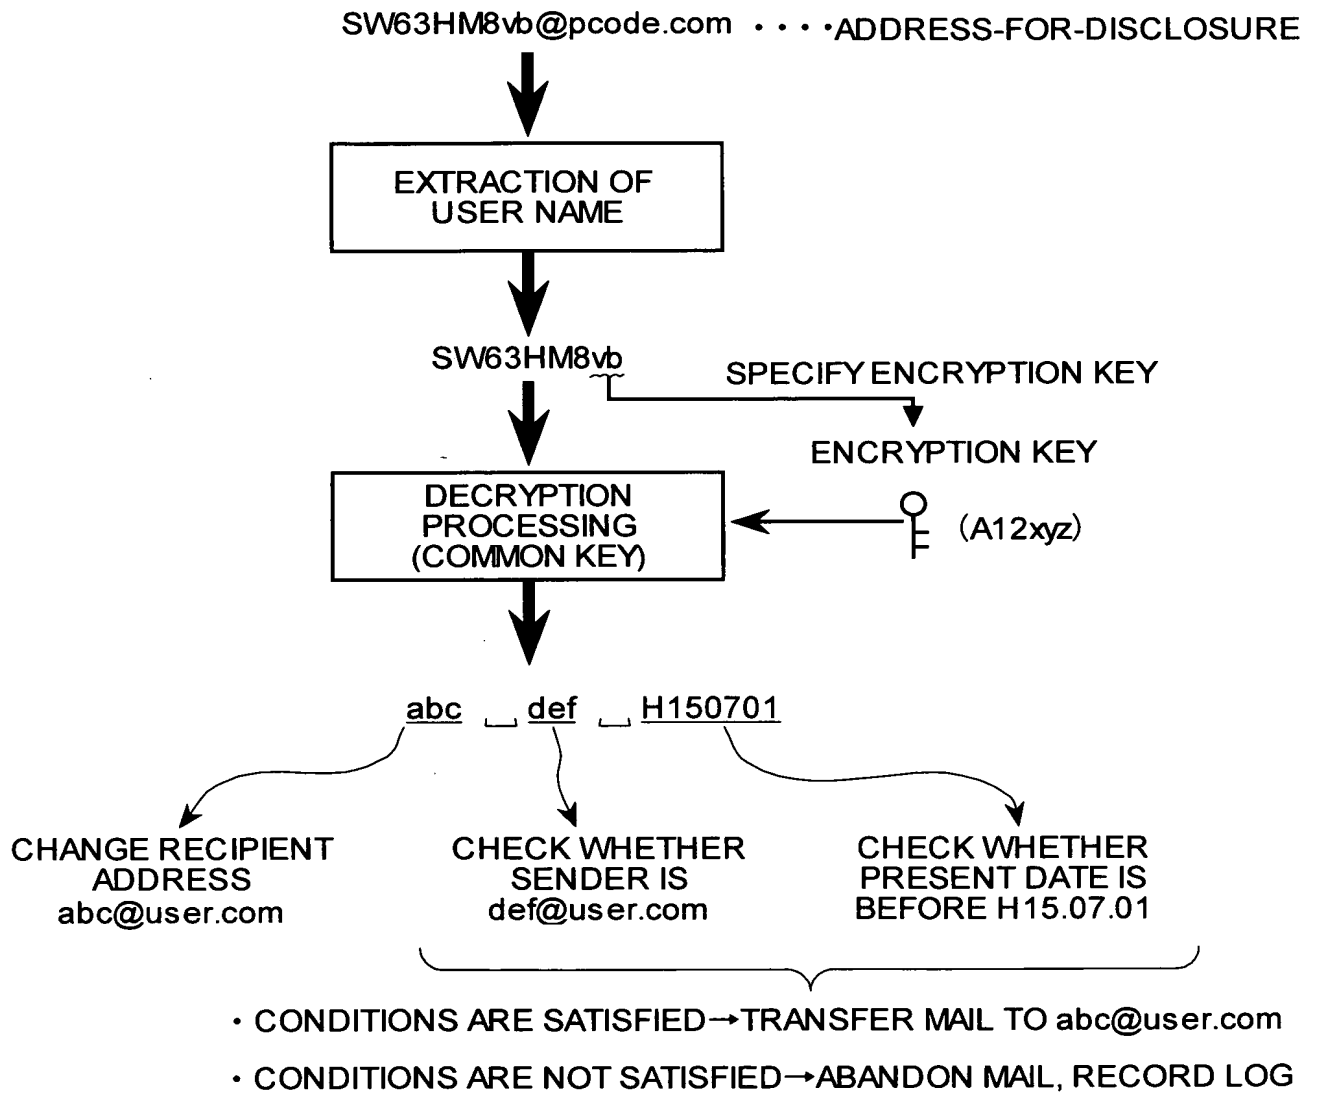 SW63HM8vb@pcode.com ････ADDRESS-FOR-DISCLOSURE
EXTRACTION OF
USER NAME
SW63HM8vb
SPECIFY ENCRYPTION KEY
ENCRYPTION KEY
DECRYPTION
PROCESSING
(COMMON KEY)
(A12xyz)
abc ⎵ def ⎵ H150701
CHANGE RECIPIENT
ADDRESS
abc@user.com
CHECK WHETHER
SENDER IS
def@user.com
CHECK WHETHER
PRESENT DATE IS
BEFORE H15.07.01
・CONDITIONS ARE SATISFIED→TRANSFER MAIL TO abc@user.com
・CONDITIONS ARE NOT SATISFIED→ABANDON MAIL, RECORD LOG